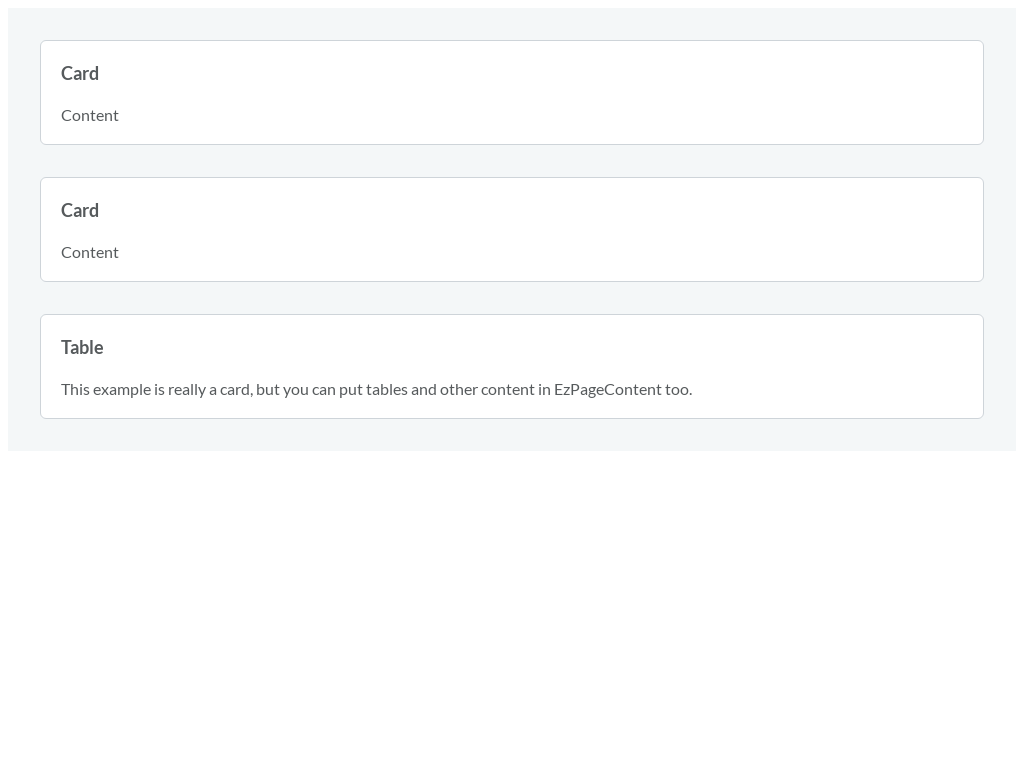 Card
Content
Card
Content
Table
This example is really a card, but you can put tables and other content in EzPageContent too.